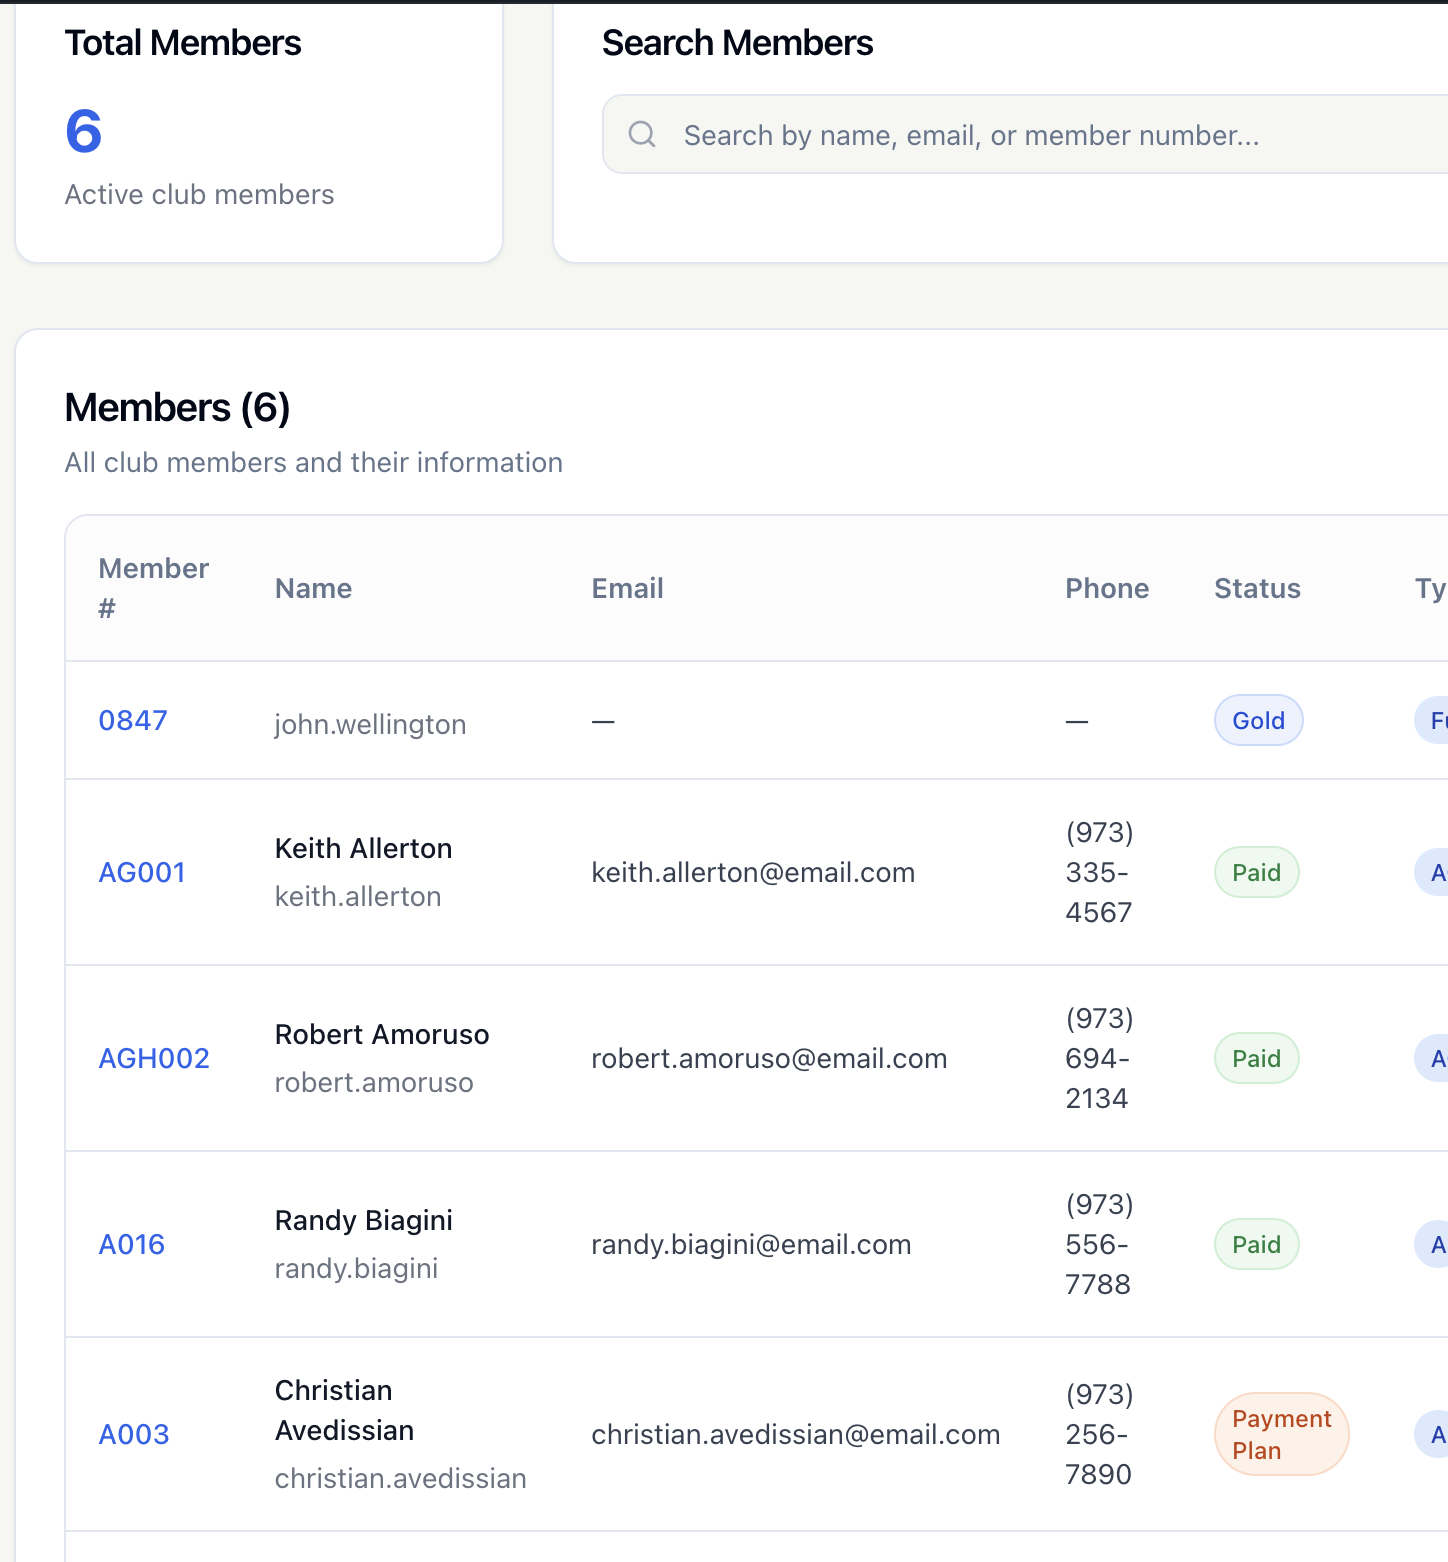 Total Members
6
Active club members
Search Members
Search by name, email, or member number...
Members (6)
All club members and their information
Member
#
Name
Email
Phone
Status
0847
john.wellington
—
—
Gold
AG001
Keith Allerton
keith.allerton
keith.allerton@email.com
(973)
335-
4567
Paid
AGH002
Robert Amoruso
robert.amoruso
robert.amoruso@email.com
(973)
694-
2134
Paid
A016
Randy Biagini
randy.biagini
randy.biagini@email.com
(973)
556-
7788
Paid
A003
Christian
Avedissian
christian.avedissian
christian.avedissian@email.com
(973)
256-
7890
Payment
Plan